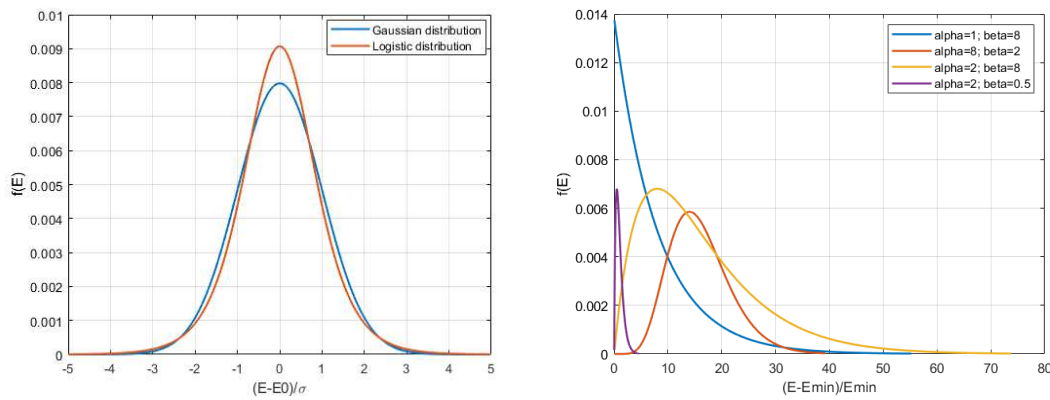 0.01
0.009
0.008
0.007
0.006
0.005
0.004
0.003
0.002
0.001
0
-5 -4 -3 -2 -1 0 1 2 3 4 5
f(E)
(E-E0)/σ
Gaussian distribution
Logistic distribution
0.014
0.012
0.01
0.008
0.006
0.004
0.002
0
0 10 20 30 40 50 60 70 80
f(E)
(E-Emin)/Emin
alpha=1; beta=8
alpha=8; beta=2
alpha=2; beta=8
alpha=2; beta=0.5